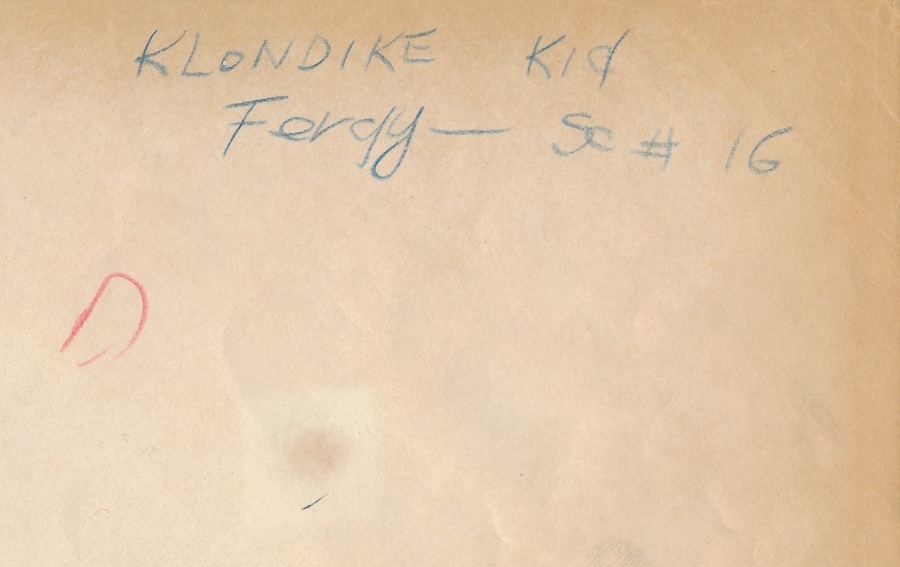 KLONDIKE KID
Ferdy — Sc # 16
D